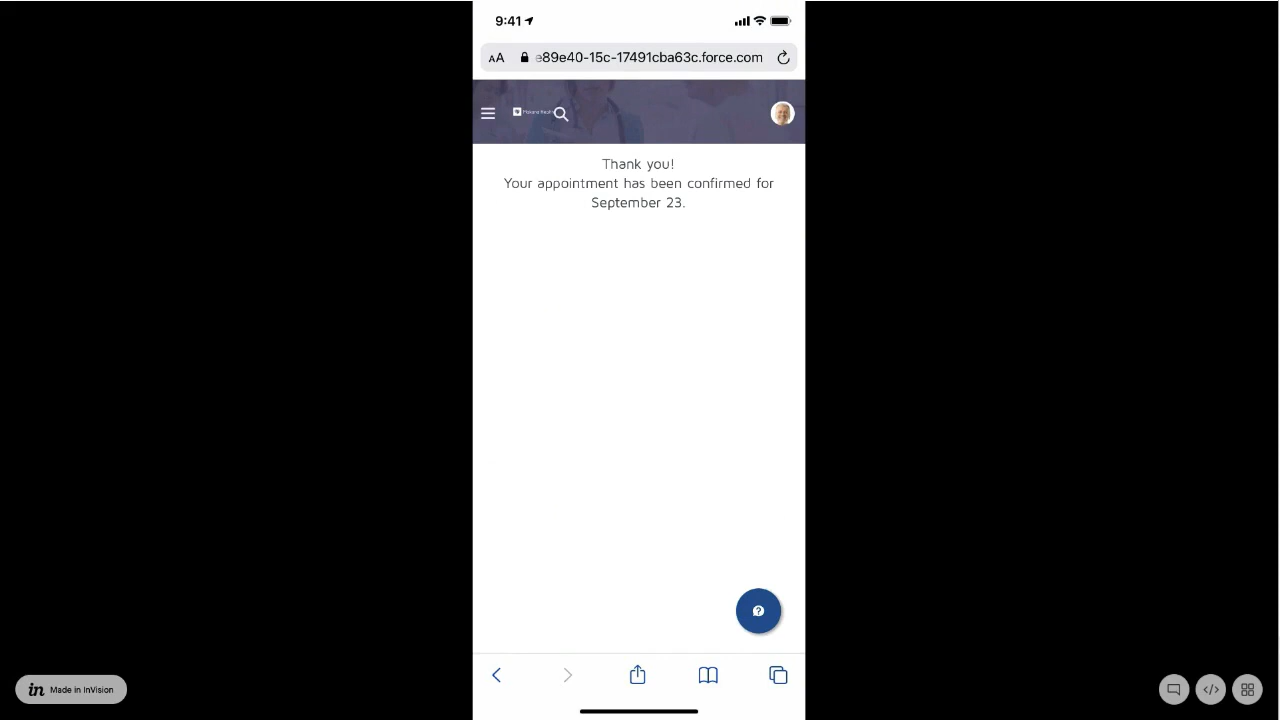 9:41
AA
e89e40-15c-17491cba63c.force.com
Thank you!
Your appointment has been confirmed for
September 23.
?
in Made in InVision